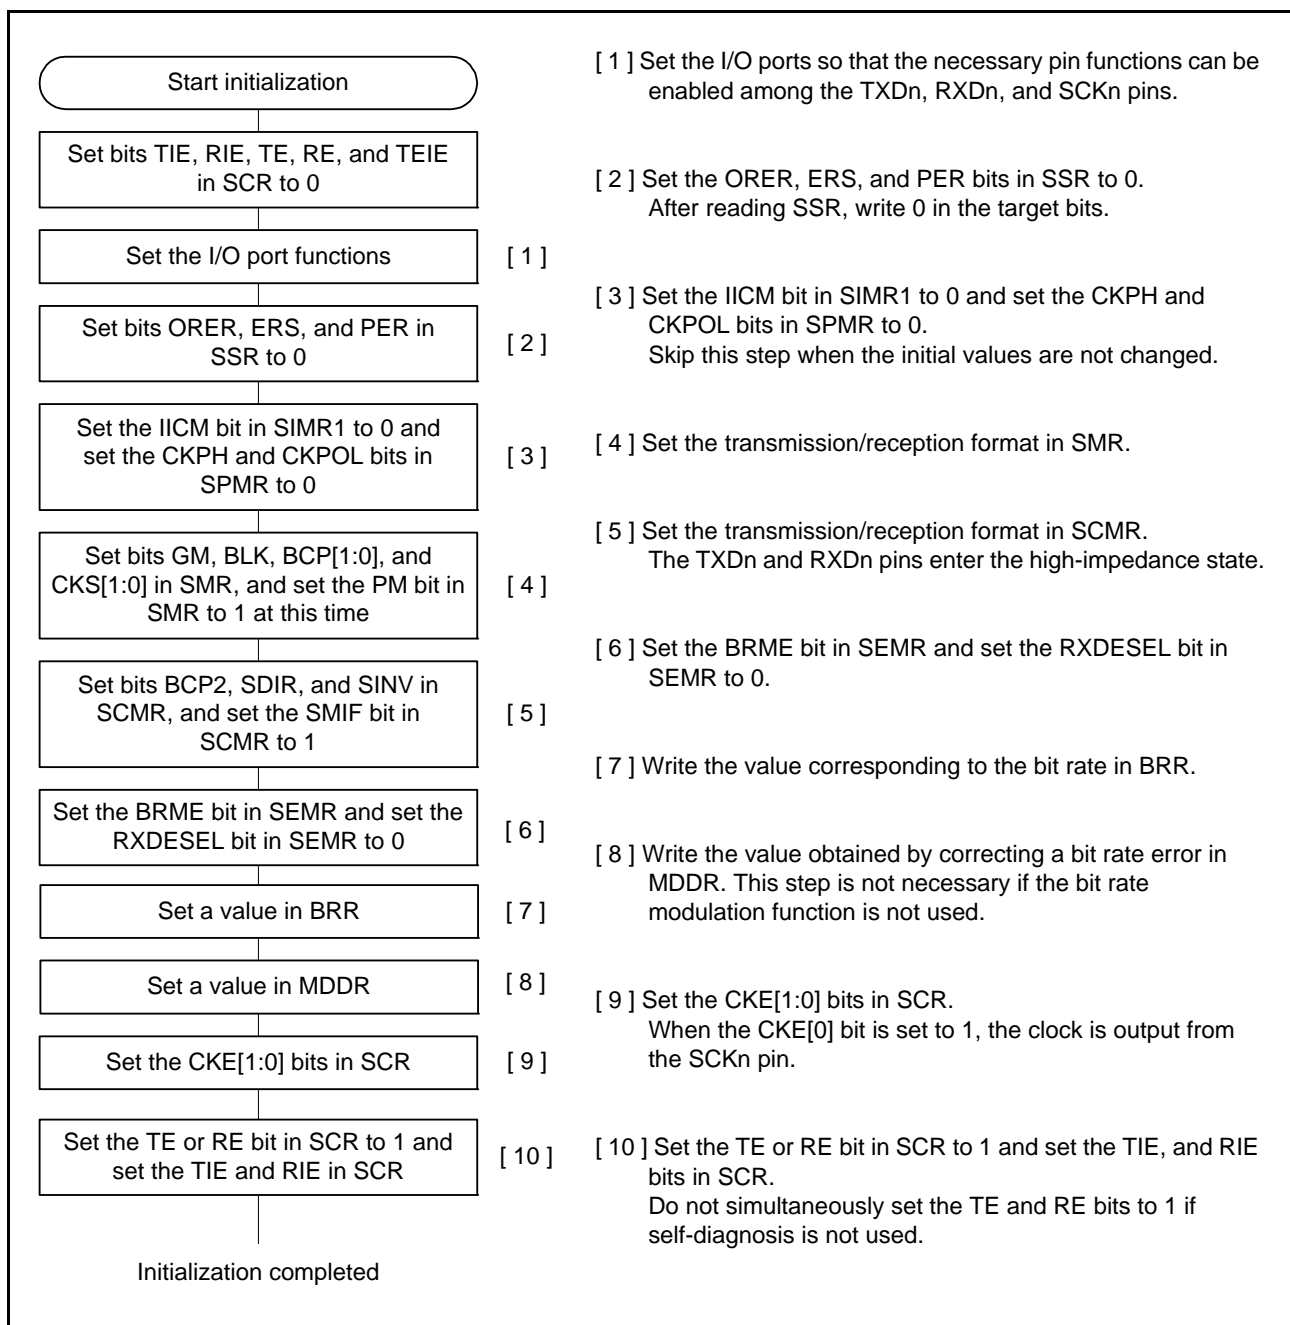 Start initialization
Set bits TIE, RIE, TE, RE, and TEIE
in SCR to 0
Set the I/O port functions
[ 1 ]
Set bits ORER, ERS, and PER in
SSR to 0
[ 2 ]
Set the IICM bit in SIMR1 to 0 and
set the CKPH and CKPOL bits in
SPMR to 0
[ 3 ]
Set bits GM, BLK, BCP[1:0], and
CKS[1:0] in SMR, and set the PM bit in
SMR to 1 at this time
[ 4 ]
Set bits BCP2, SDIR, and SINV in
SCMR, and set the SMIF bit in
SCMR to 1
[ 5 ]
Set the BRME bit in SEMR and set the
RXDESEL bit in SEMR to 0
[ 6 ]
Set a value in BRR
[ 7 ]
Set a value in MDDR
[ 8 ]
Set the CKE[1:0] bits in SCR
[ 9 ]
Set the TE or RE bit in SCR to 1 and
set the TIE and RIE in SCR
[ 10 ]
Initialization completed
[ 1 ] Set the I/O ports so that the necessary pin functions can be
enabled among the TXDn, RXDn, and SCKn pins.
[ 2 ] Set the ORER, ERS, and PER bits in SSR to 0.
After reading SSR, write 0 in the target bits.
[ 3 ] Set the IICM bit in SIMR1 to 0 and set the CKPH and
CKPOL bits in SPMR to 0.
Skip this step when the initial values are not changed.
[ 4 ] Set the transmission/reception format in SMR.
[ 5 ] Set the transmission/reception format in SCMR.
The TXDn and RXDn pins enter the high-impedance state.
[ 6 ] Set the BRME bit in SEMR and set the RXDESEL bit in
SEMR to 0.
[ 7 ] Write the value corresponding to the bit rate in BRR.
[ 8 ] Write the value obtained by correcting a bit rate error in
MDDR. This step is not necessary if the bit rate
modulation function is not used.
[ 9 ] Set the CKE[1:0] bits in SCR.
When the CKE[0] bit is set to 1, the clock is output from
the SCKn pin.
[ 10 ] Set the TE or RE bit in SCR to 1 and set the TIE, and RIE
bits in SCR.
Do not simultaneously set the TE and RE bits to 1 if
self-diagnosis is not used.